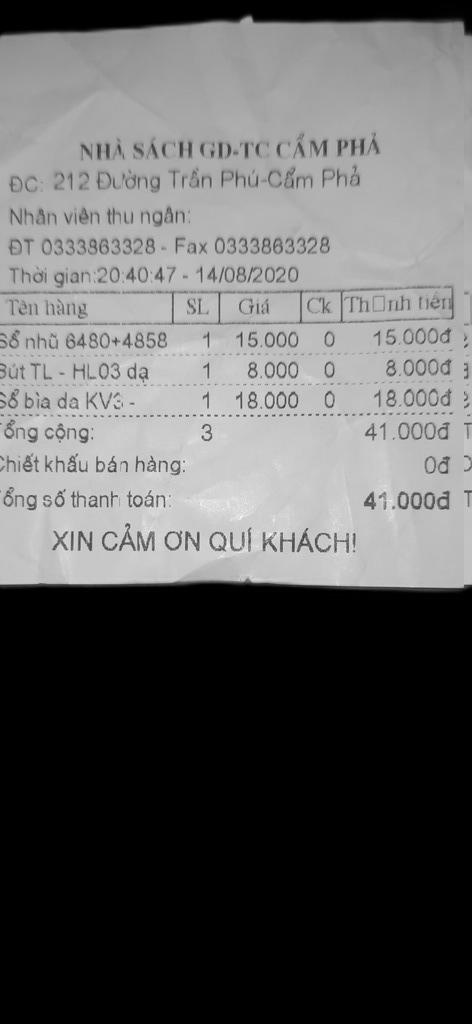 NHÀ SÁCH GD-TC CẨM PHẢ
ĐC: 212 Đường Trần Phú-Cẩm Phả
Nhân viên thu ngân:
ĐT 0333863328 - Fax 0333863328
Thời gian:20:40:47 - 14/08/2020
Tên hàng SL Giá Ck Th□nh tiền
Sổ nhũ 6480+4858 1 15.000 0 15.000đ
Bút TL - HL03 dạ 1 8.000 0 8.000đ
Sổ bìa da KV3 - 1 18.000 0 18.000đ
Tổng cộng: 3 41.000đ
Chiết khấu bán hàng: 0đ
Tổng số thanh toán: 41.000đ
XIN CẢM ƠN QUÍ KHÁCH!